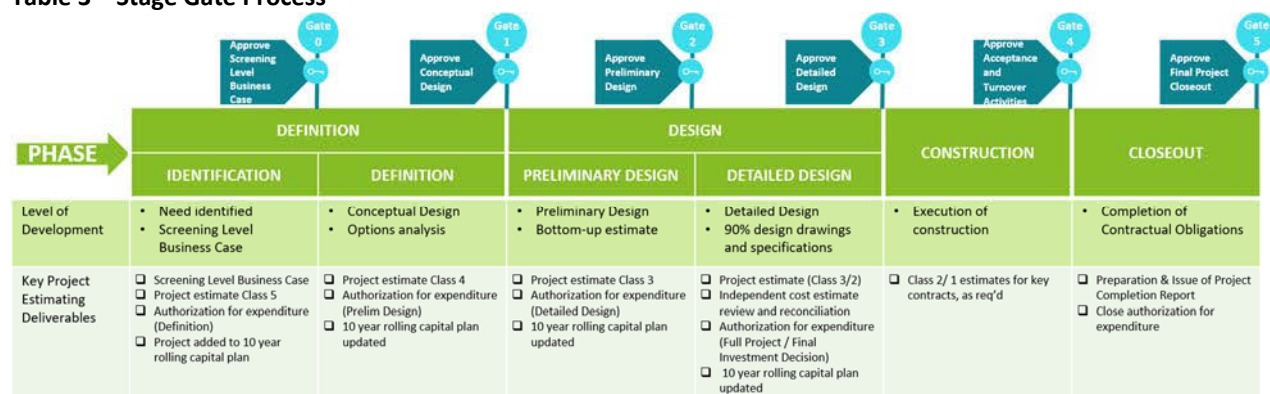 Table 3 – Stage Gate Process
Gate
0
Approve
Screening
Level
Business
Case
Gate
1
Approve
Conceptual
Design
Gate
2
Approve
Preliminary
Design
Gate
3
Approve
Detailed
Design
Gate
4
Approve
Acceptance
and
Turnover
Activities
Gate
5
Approve
Final Project
Closeout
PHASE
DEFINITION
DESIGN
CONSTRUCTION
CLOSEOUT
IDENTIFICATION
DEFINITION
PRELIMINARY DESIGN
DETAILED DESIGN
Level of
Development
• Need identified
• Screening Level
Business Case
• Conceptual Design
• Options analysis
• Preliminary Design
• Bottom-up estimate
• Detailed Design
• 90% design drawings
and specifications
• Execution of
construction
• Completion of
Contractual Obligations
Key Project
Estimating
Deliverables
❑ Screening Level Business Case
❑ Project estimate Class 5
❑ Authorization for expenditure
(Definition)
❑ Project added to 10 year
rolling capital plan
❑ Project estimate Class 4
❑ Authorization for expenditure
(Prelim Design)
❑ 10 year rolling capital plan
updated
❑ Project estimate Class 3
❑ Authorization for expenditure
(Detailed Design)
❑ 10 year rolling capital plan
updated
❑ Project estimate (Class 3/2)
❑ Independent cost estimate
review and reconciliation
❑ Authorization for expenditure
(Full Project / Final
Investment Decision)
❑ 10 year rolling capital plan
updated
❑ Class 2/ 1 estimates for key
contracts, as req'd
❑ Preparation & Issue of Project
Completion Report
❑ Close authorization for
expenditure